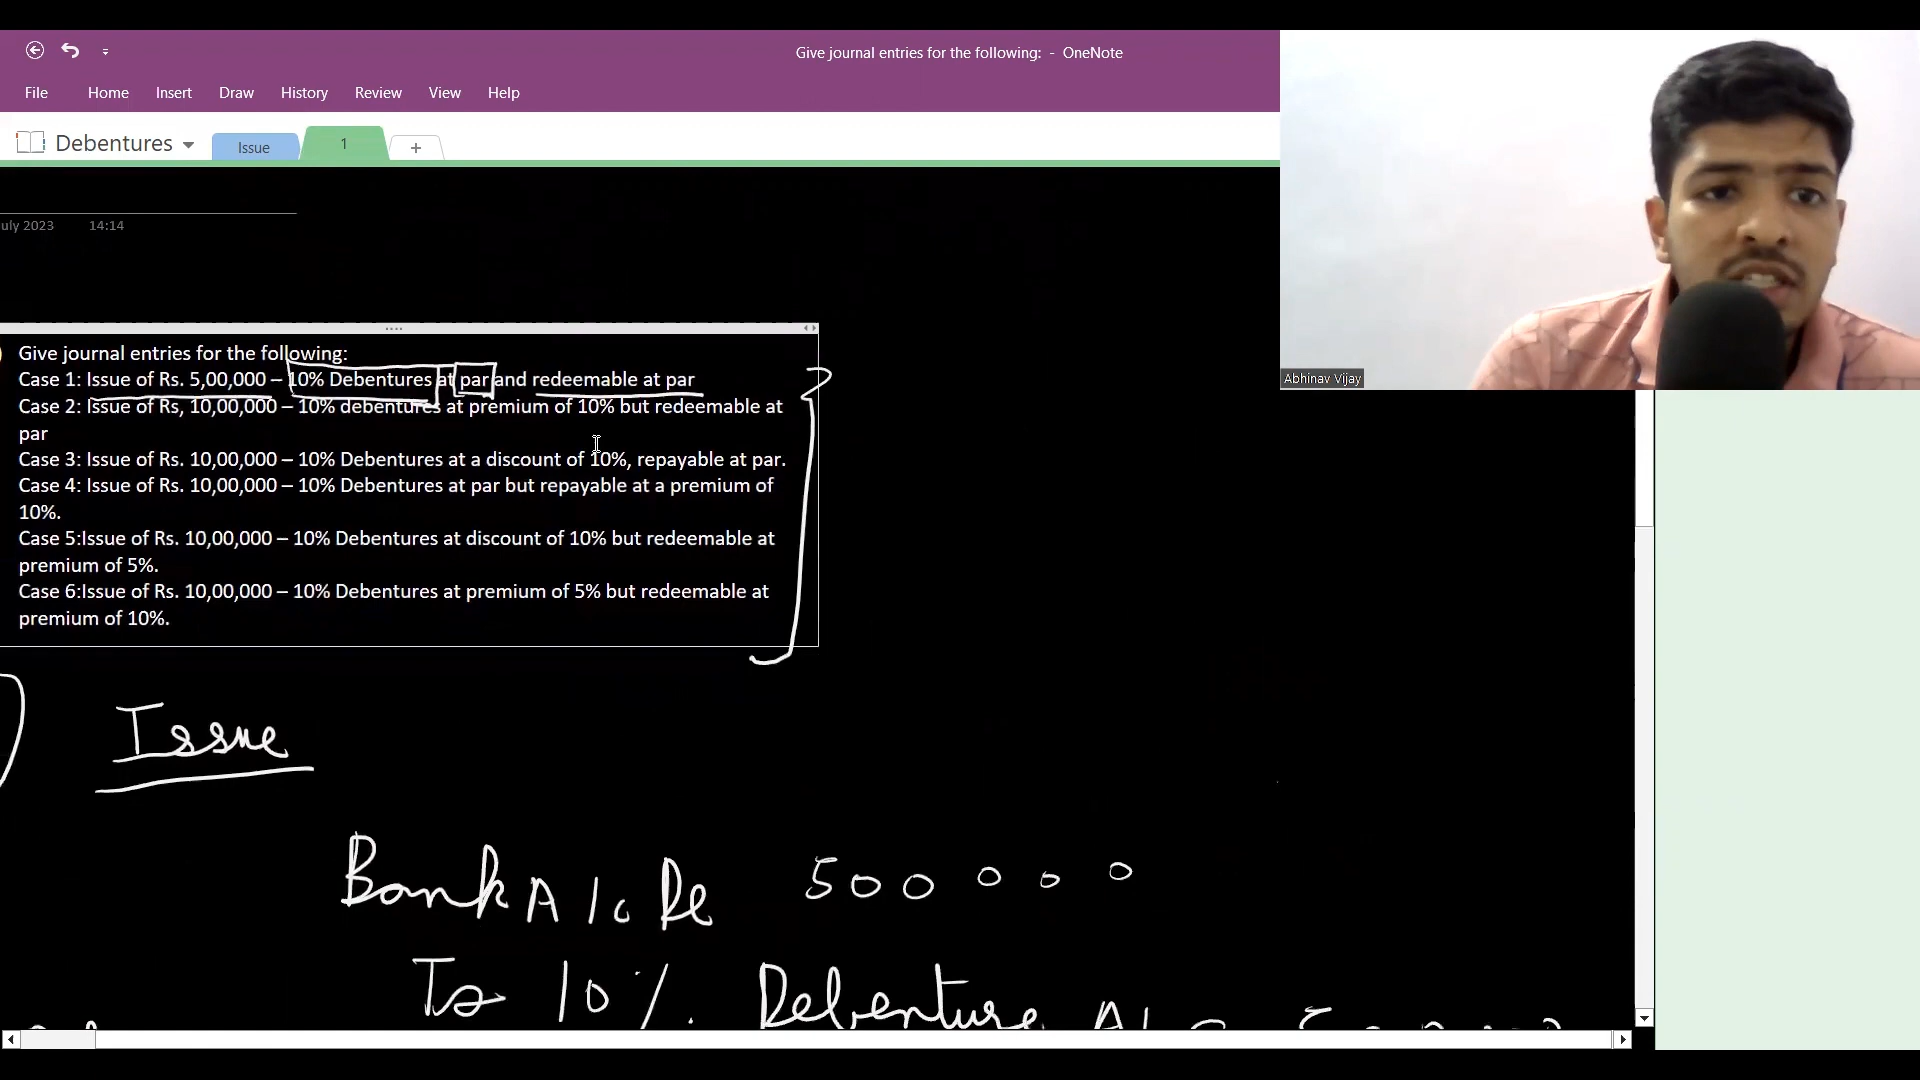 Give journal entries for the following: - OneNote
File Home Insert Draw History Review View Help
Debentures Issue 1 +
uly 2023 14:14
Abhinav Vijay
Give journal entries for the following:
Case 1: Issue of Rs. 5,00,000 – 10% Debentures at par and redeemable at par
Case 2: Issue of Rs, 10,00,000 – 10% debentures at premium of 10% but redeemable at
par
Case 3: Issue of Rs. 10,00,000 – 10% Debentures at a discount of 10%, repayable at par.
Case 4: Issue of Rs. 10,00,000 – 10% Debentures at par but repayable at a premium of
10%.
Case 5:Issue of Rs. 10,00,000 – 10% Debentures at discount of 10% but redeemable at
premium of 5%.
Case 6:Issue of Rs. 10,00,000 – 10% Debentures at premium of 5% but redeemable at
premium of 10%.
Issue
Bank A/c Dr 500000
To 10% Debenture A/c